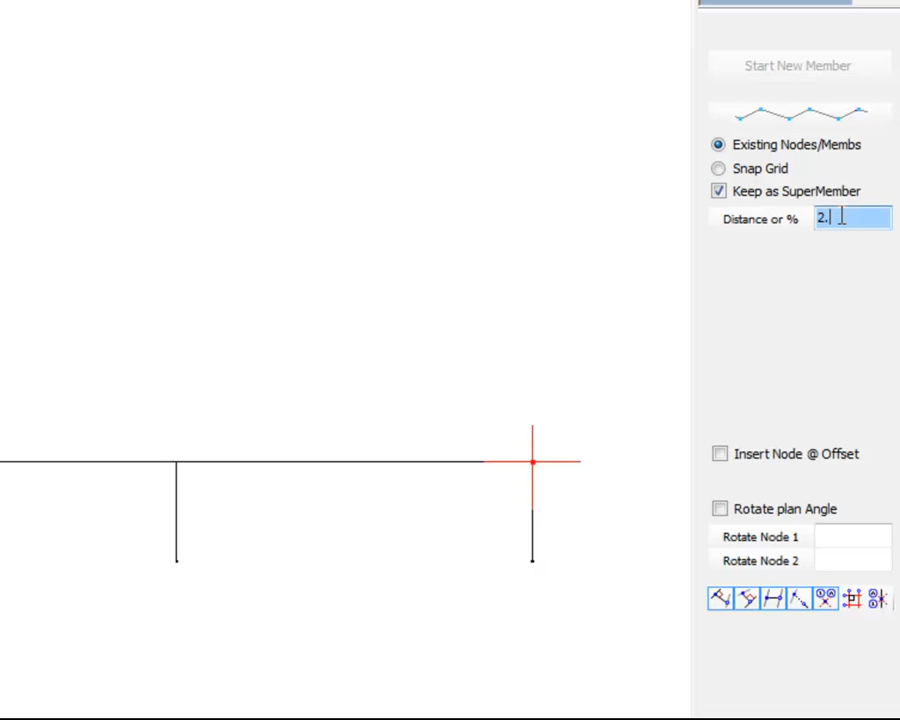 Start New Member
Existing Nodes/Membs
Snap Grid
Keep as SuperMember
Distance or % 2.
Insert Node @ Offset
Rotate plan Angle
Rotate Node 1
Rotate Node 2